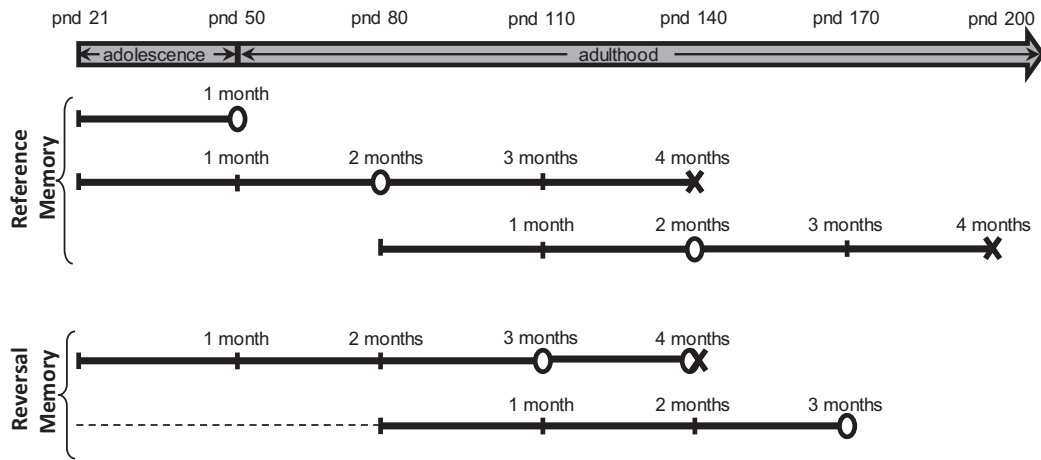 pnd 21 pnd 50 pnd 80 pnd 110 pnd 140 pnd 170 pnd 200
adolescence adulthood
Reference
Memory
1 month
1 month 2 months 3 months 4 months
1 month 2 months 3 months 4 months
Reversal
Memory
1 month 2 months 3 months 4 months
1 month 2 months 3 months